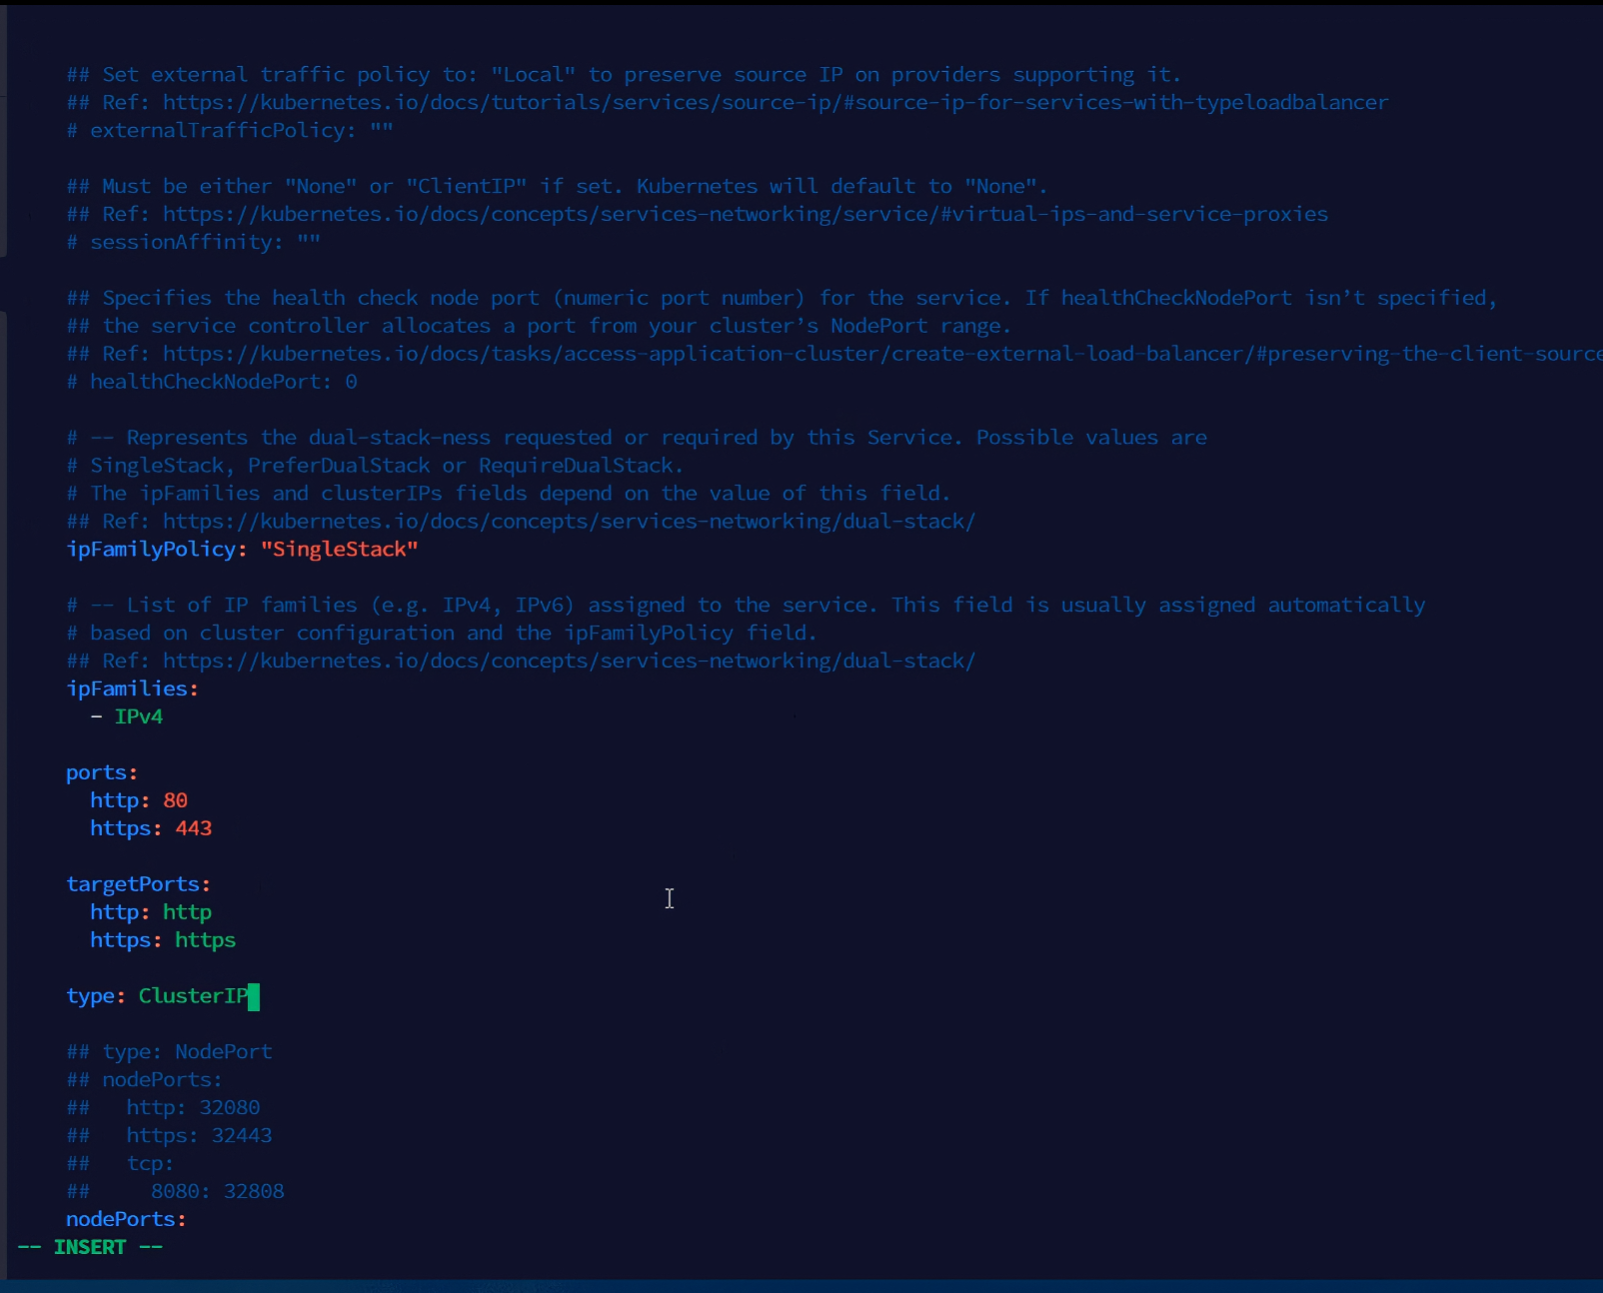 ## Set external traffic policy to: "Local" to preserve source IP on providers supporting it.
## Ref: https://kubernetes.io/docs/tutorials/services/source-ip/#source-ip-for-services-with-typeloadbalancer
# externalTrafficPolicy: ""
## Must be either "None" or "ClientIP" if set. Kubernetes will default to "None".
## Ref: https://kubernetes.io/docs/concepts/services-networking/service/#virtual-ips-and-service-proxies
# sessionAffinity: ""
## Specifies the health check node port (numeric port number) for the service. If healthCheckNodePort isn’t specified,
## the service controller allocates a port from your cluster’s NodePort range.
## Ref: https://kubernetes.io/docs/tasks/access-application-cluster/create-external-load-balancer/#preserving-the-client-source
# healthCheckNodePort: 0
# -- Represents the dual-stack-ness requested or required by this Service. Possible values are
# SingleStack, PreferDualStack or RequireDualStack.
# The ipFamilies and clusterIPs fields depend on the value of this field.
## Ref: https://kubernetes.io/docs/concepts/services-networking/dual-stack/
ipFamilyPolicy: "SingleStack"
# -- List of IP families (e.g. IPv4, IPv6) assigned to the service. This field is usually assigned automatically
# based on cluster configuration and the ipFamilyPolicy field.
## Ref: https://kubernetes.io/docs/concepts/services-networking/dual-stack/
ipFamilies:
  - IPv4
ports:
  http: 80
  https: 443
targetPorts:
  http: http
  https: https
type: ClusterIP
## type: NodePort
## nodePorts:
##   http: 32080
##   https: 32443
##   tcp:
##     8080: 32808
nodePorts:
-- INSERT --